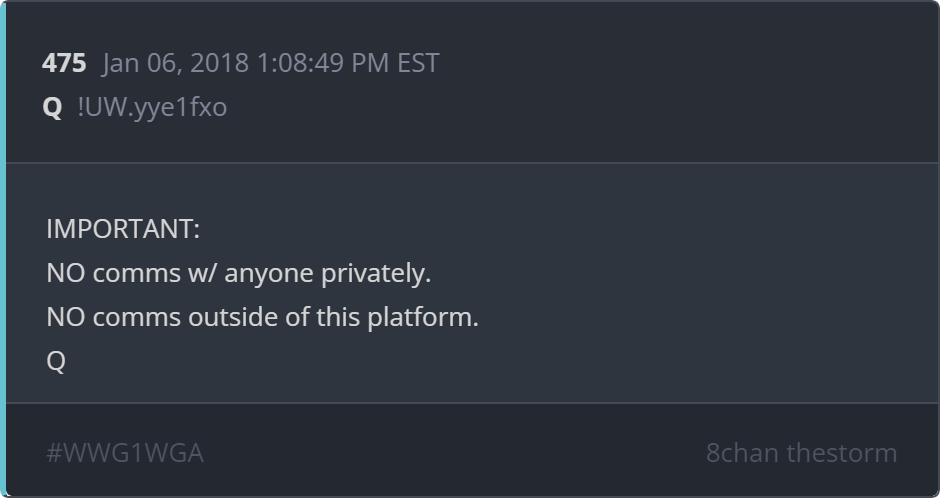 475 Jan 06, 2018 1:08:49 PM EST
Q !UW.yye1fxo
IMPORTANT:
NO comms w/ anyone privately.
NO comms outside of this platform.
Q
#WWG1WGA 8chan thestorm